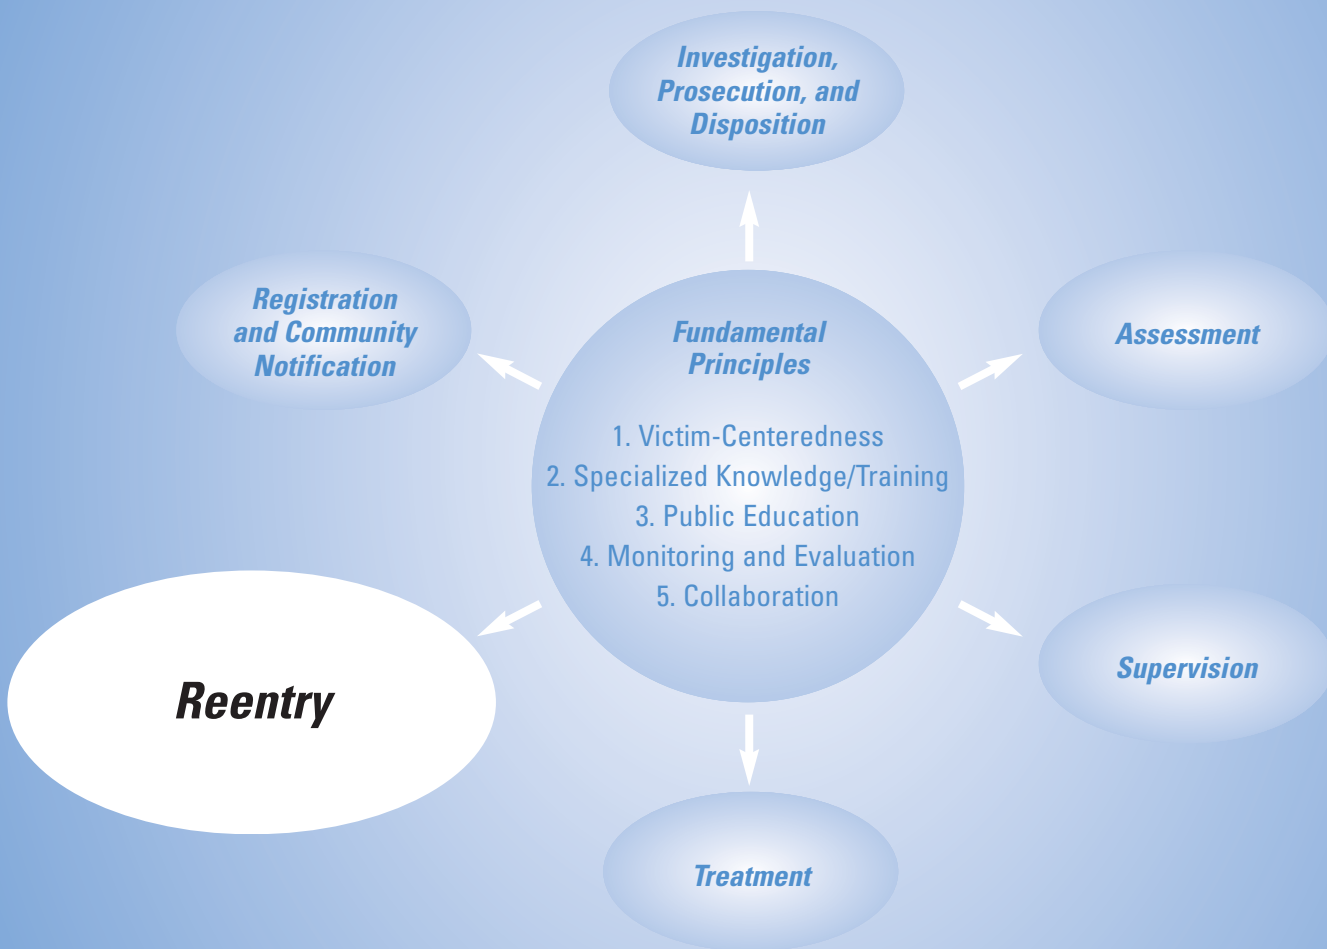 Investigation,
Prosecution, and
Disposition
Registration
and Community
Notification
Fundamental
Principles
Assessment
1. Victim-Centeredness
2. Specialized Knowledge/Training
3. Public Education
4. Monitoring and Evaluation
5. Collaboration
Reentry
Supervision
Treatment